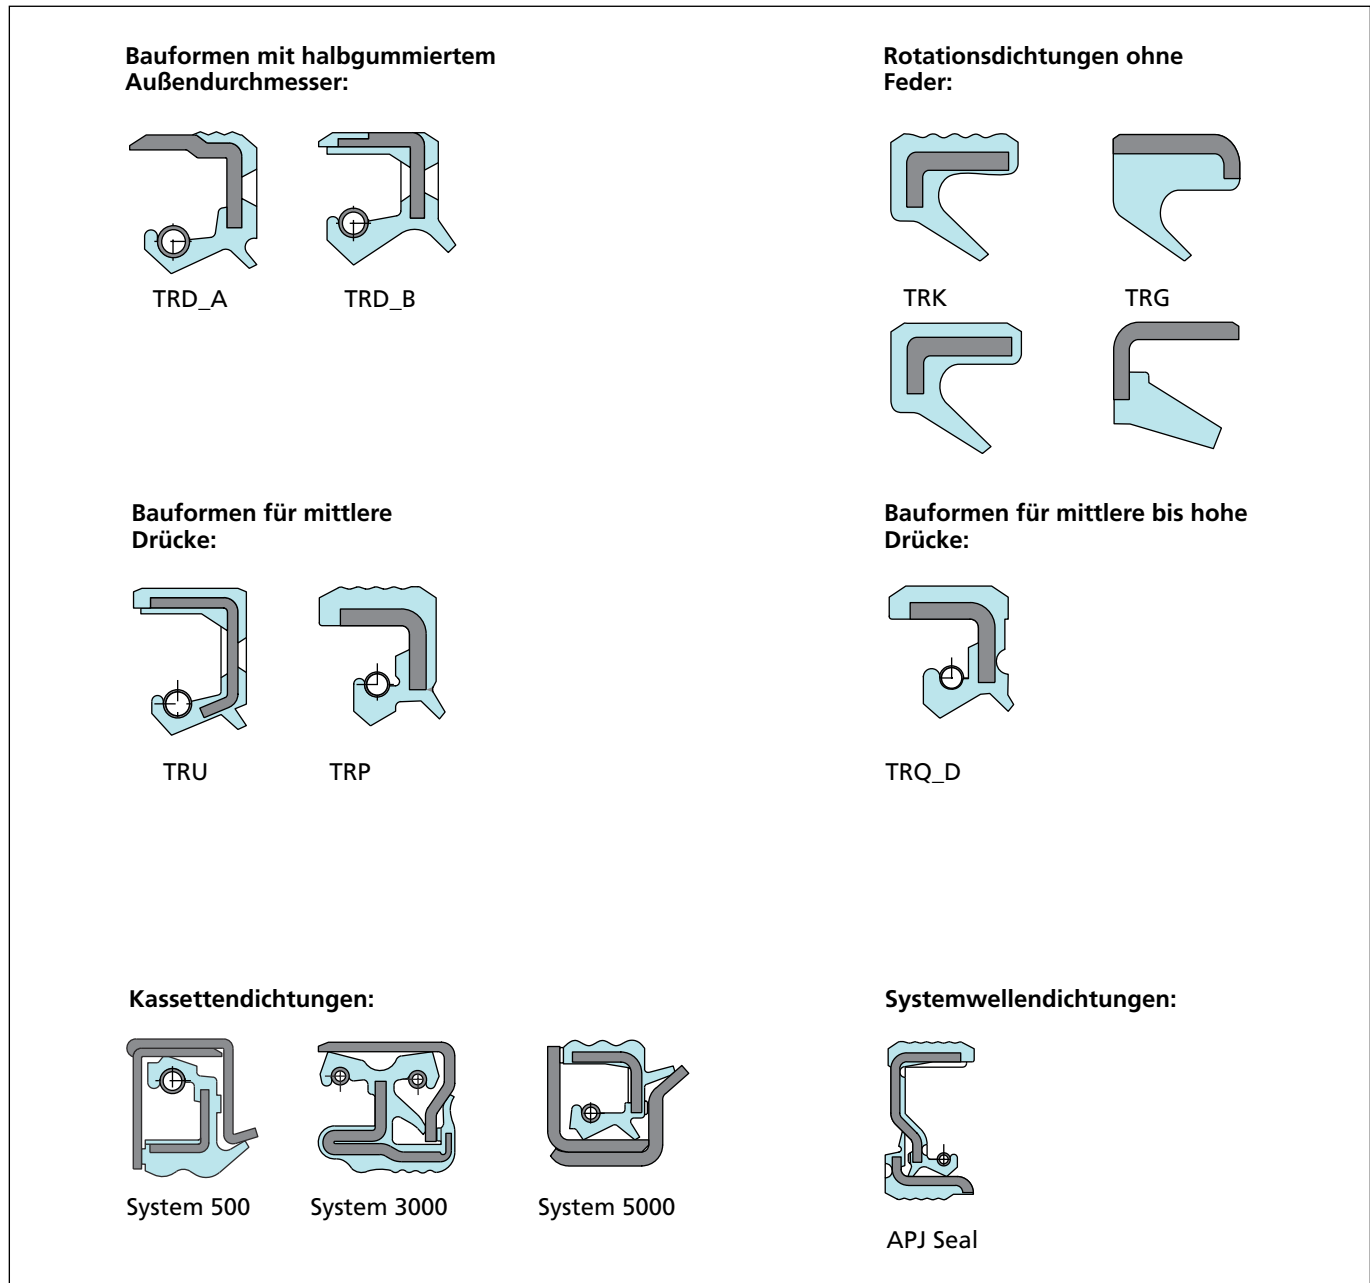 Bauformen mit halbgummiertem
Außendurchmesser:
TRD_A
TRD_B
Rotationsdichtungen ohne
Feder:
TRK
TRG
Bauformen für mittlere
Drücke:
TRU
TRP
Bauformen für mittlere bis hohe
Drücke:
TRQ_D
Kassettendichtungen:
System 500
System 3000
System 5000
Systemwellendichtungen:
APJ Seal